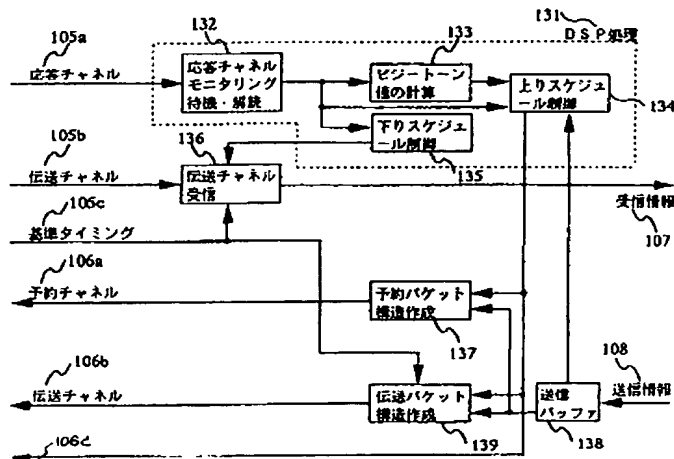 131
DSP処理
132
105a
応答チャネル
応答チャネル
モニタリング
待機・解読
133
ビジートーン
値の計算
上りスケジュ
ール制御
134
下りスケジュ
ール制御
135
105b
伝送チャネル
136
伝送チャネル
受信
受信情報
107
105c
基準タイミング
106a
予約チャネル
予約パケット
構造作成
137
106b
伝送チャネル
伝送パケット
構造作成
139
送信
バッファ
138
108
送信情報
106c